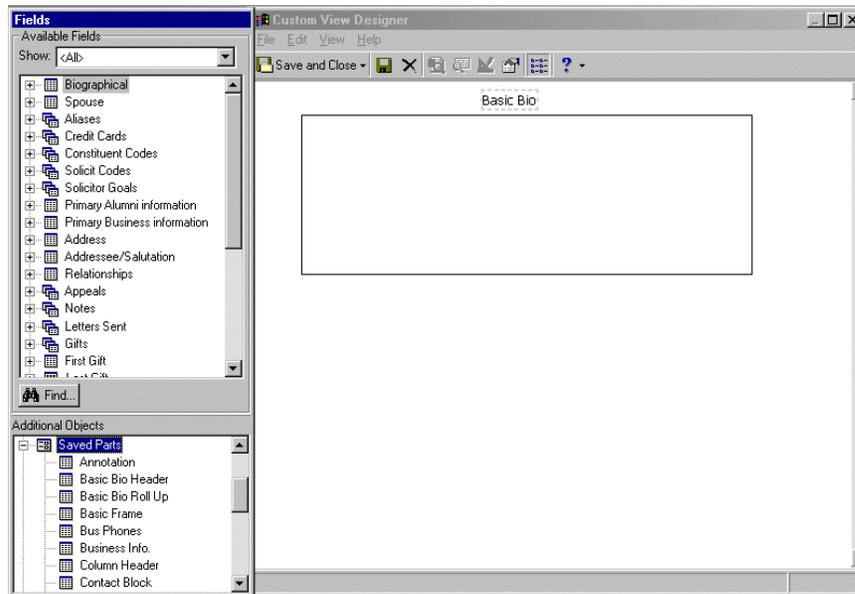 Fields
Available Fields
Show: <All>
Biographical
Spouse
Aliases
Credit Cards
Constituent Codes
Solicit Codes
Solicitor Goals
Primary Alumni information
Primary Business information
Address
Addressee/Salutation
Relationships
Appeals
Notes
Letters Sent
Gifts
First Gift
Last Gift
Find...
Additional Objects
Saved Parts
Annotation
Basic Bio Header
Basic Bio Roll Up
Basic Frame
Bus Phones
Business Info.
Column Header
Contact Block
Custom View Designer
File Edit View Help
Save and Close ?
Basic Bio